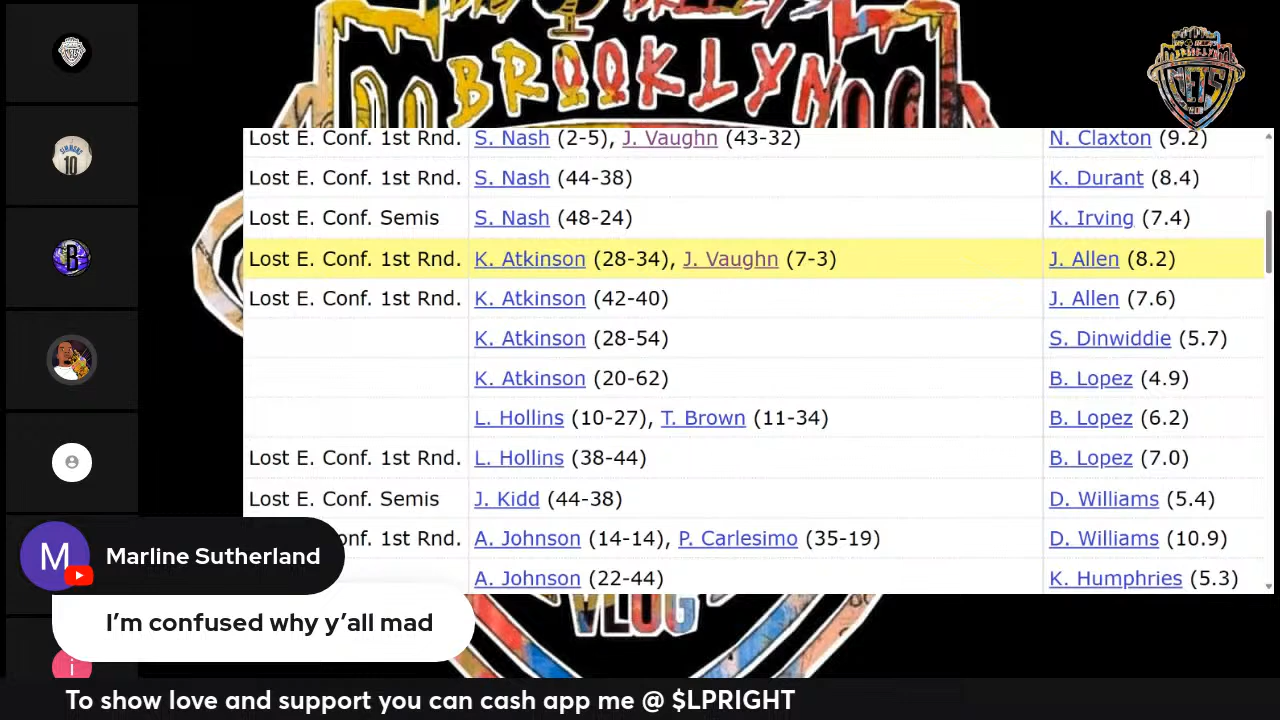 BROOKLYN
NETS
SIMMONS
10
B
Lost E. Conf. 1st Rnd. S. Nash (2-5), J. Vaughn (43-32) N. Claxton (9.2)
Lost E. Conf. 1st Rnd. S. Nash (44-38) K. Durant (8.4)
Lost E. Conf. Semis S. Nash (48-24) K. Irving (7.4)
Lost E. Conf. 1st Rnd. K. Atkinson (28-34), J. Vaughn (7-3) J. Allen (8.2)
Lost E. Conf. 1st Rnd. K. Atkinson (42-40) J. Allen (7.6)
K. Atkinson (28-54) S. Dinwiddie (5.7)
K. Atkinson (20-62) B. Lopez (4.9)
L. Hollins (10-27), T. Brown (11-34) B. Lopez (6.2)
Lost E. Conf. 1st Rnd. L. Hollins (38-44) B. Lopez (7.0)
Lost E. Conf. Semis J. Kidd (44-38) D. Williams (5.4)
onf. 1st Rnd. A. Johnson (14-14), P. Carlesimo (35-19) D. Williams (10.9)
A. Johnson (22-44) K. Humphries (5.3)
M
Marline Sutherland
I'm confused why y'all mad
VLOG
i
To show love and support you can cash app me @ $LPRIGHT